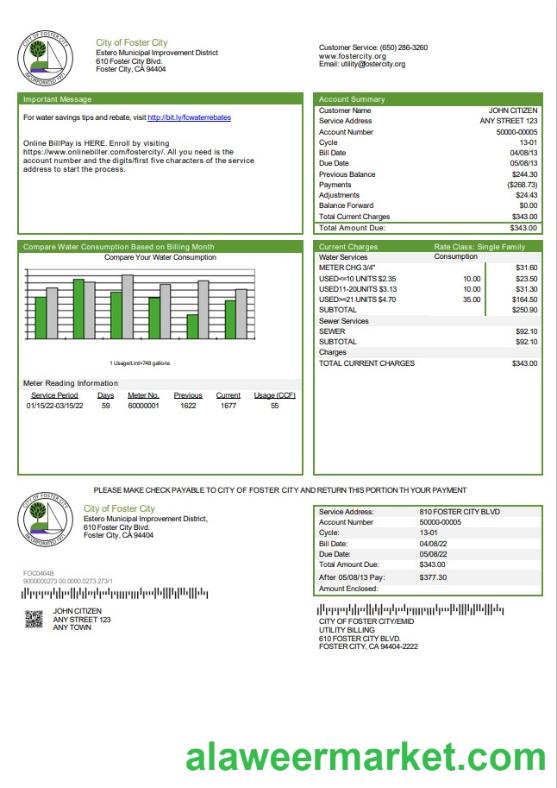 City of Foster City
Estero Municipal Improvement District
610 Foster City Blvd.
Foster City, CA 94404
Customer Service: (650) 286-3260
www.fostercity.org
Email: utility@fostercity.org
Important Message
For water savings tips and rebate, visit http://bit.ly/fcwaterrebates
Online BillPay is HERE. Enroll by visiting
https://www.onlinebiller.com/fostercity/. All you need is the
account number and the digits/first five characters of the service
address to start the process.
Account Summary
Customer Name JOHN CITIZEN
Service Address ANY STREET 123
Account Number 50000-00005
Cycle 13-01
Bill Date 04/08/13
Due Date 05/08/13
Previous Balance $244.30
Payments ($268.73)
Adjustments $24.43
Balance Forward $0.00
Total Current Charges $343.00
Total Amount Due: $343.00
Compare Water Consumption Based on Billing Month
Compare Your Water Consumption
1 Usage/Unit=748 gallons.
Meter Reading Information
Service Period Days Meter No. Previous Current Usage (CCF)
01/15/22-03/15/22 59 60000001 1622 1677 55
Current Charges Rate Class: Single Family
Water Services Consumption
METER CHG 3/4" $31.60
USED<=10 UNITS $2.35 10.00 $23.50
USED11-20UNITS $3.13 10.00 $31.30
USED>=21 UNITS $4.70 35.00 $164.50
SUBTOTAL $250.90
Sewer Services
SEWER $92.10
SUBTOTAL $92.10
Charges
TOTAL CURRENT CHARGES $343.00
PLEASE MAKE CHECK PAYABLE TO CITY OF FOSTER CITY AND RETURN THIS PORTION TH YOUR PAYMENT
CITY OF FOSTER CITY
INCORPORATED 1971
City of Foster City
Estero Municipal Improvement District,
610 Foster City Blvd.
Foster City, CA 94404
Service Address: 810 FOSTER CITY BLVD
Account Number 50000-00005
Cycle: 13-01
Bill Date: 04/08/22
Due Date: 05/08/22
Total Amount Due: $343.00
After 05/08/13 Pay: $377.30
Amount Enclosed:
FOC0404B
9000000273 00.0000.0273 273/1
JOHN CITIZEN
ANY STREET 123
ANY TOWN
CITY OF FOSTER CITY/EMID
UTILITY BILLING
610 FOSTER CITY BLVD.
FOSTER CITY, CA 94404-2222
alaweermarket.com